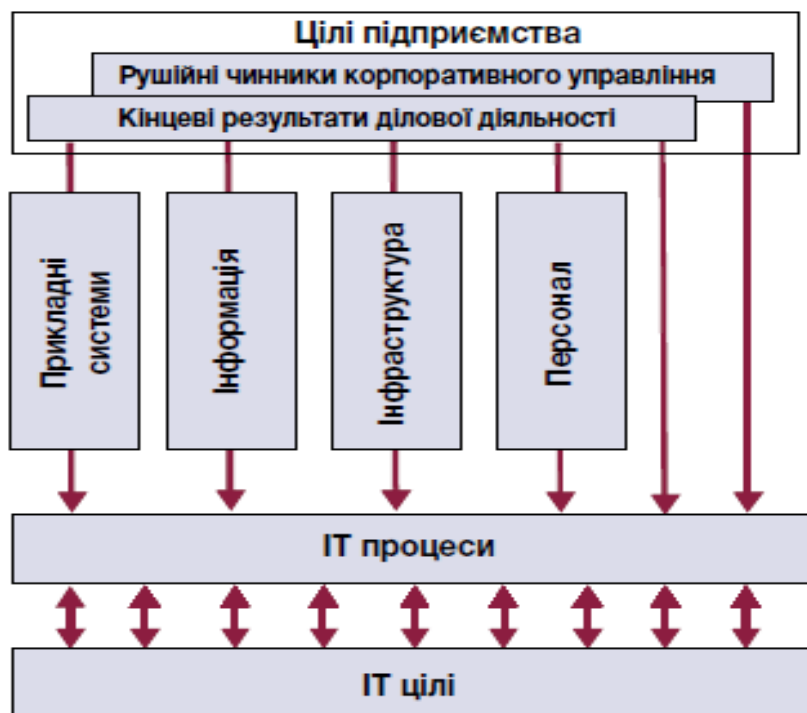 Цілі підприємства
Рушійні чинники корпоративного управління
Кінцеві результати ділової діяльності
Прикладні
системи
Інформація
Інфраструктура
Персонал
ІТ процеси
ІТ цілі